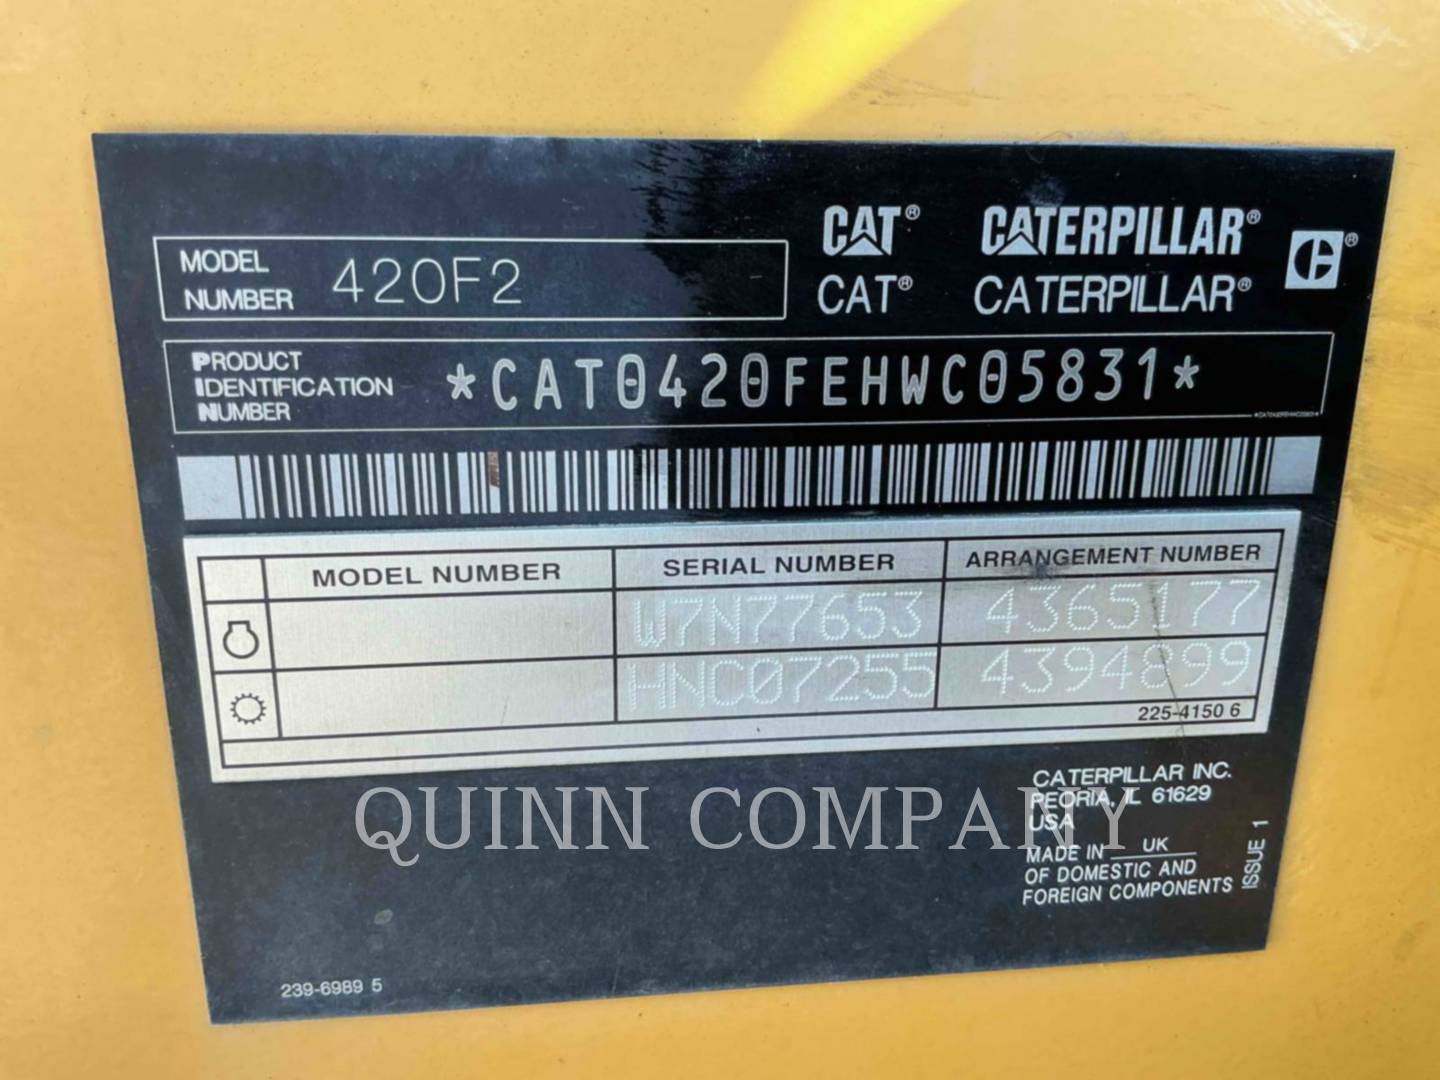 CAT® CATERPILLAR®
CAT® CATERPILLAR®
MODEL NUMBER 420F2
PRODUCT IDENTIFICATION NUMBER *CAT0420FEHWC05831*
*CAT0420FEHWC05831*
MODEL NUMBER SERIAL NUMBER ARRANGEMENT NUMBER
W7N77653 4365177
HNC07255 4394899
225-4150 6
CATERPILLAR INC.
PEORIA, IL 61629
USA
MADE IN UK
OF DOMESTIC AND
FOREIGN COMPONENTS
ISSUE 1
QUINN COMPANY
239-6989 5